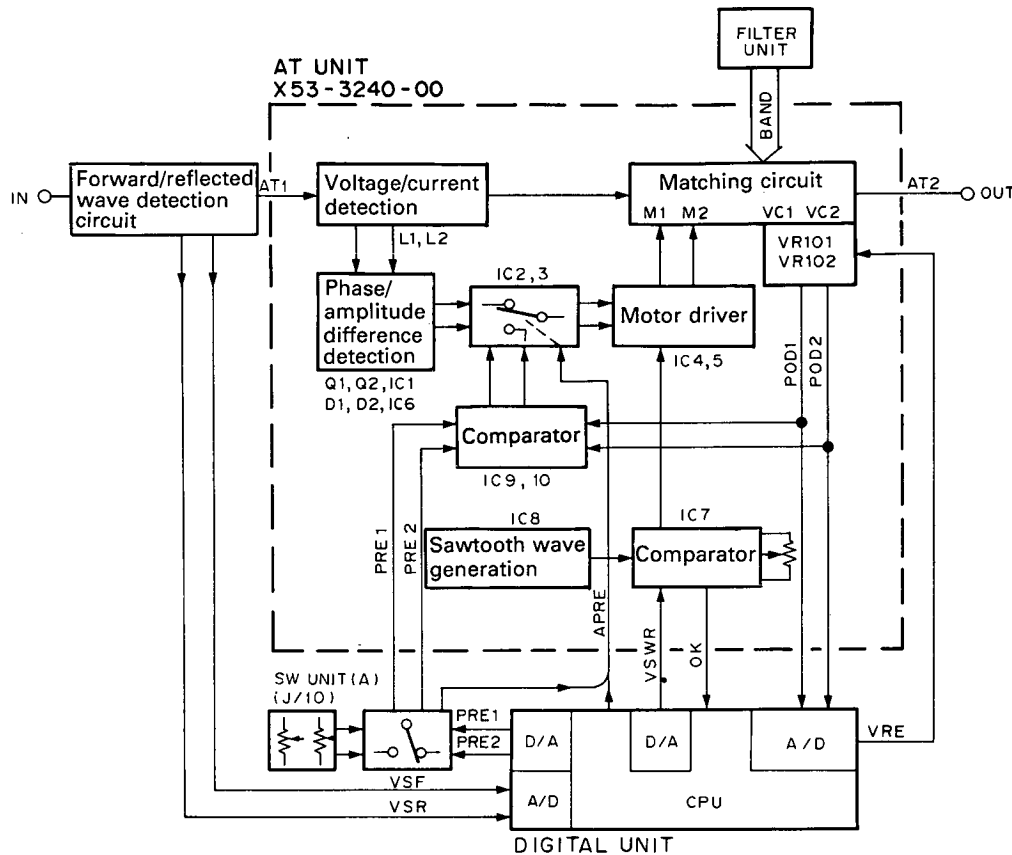 FILTER
UNIT
AT UNIT
X53-3240-00
BAND
IN
Forward/reflected
wave detection
circuit
AT1
Voltage/current
detection
L1, L2
Matching circuit
M1 M2 VC1 VC2
AT2
OUT
VR101
VR102
Phase/
amplitude
difference
detection
Q1, Q2, IC1
D1, D2, IC6
IC2, 3
Motor driver
IC4, 5
POD1
POD2
Comparator
IC9, 10
PRE1
PRE2
IC8
Sawtooth wave
generation
IC7
Comparator
APRE
VSWR
OK
SW UNIT(A)
(J/10)
PRE1
PRE2
D/A
D/A
A/D
VRE
VSF
VSR
A/D
CPU
DIGITAL UNIT